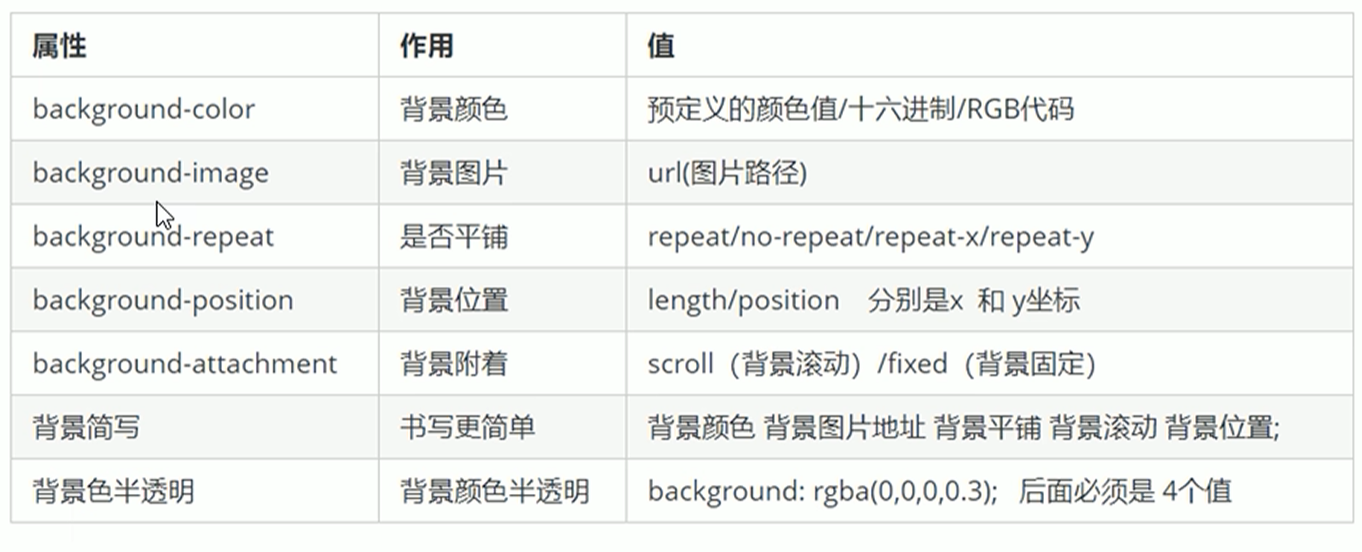 属性 作用 值
background-color 背景颜色 预定义的颜色值/十六进制/RGB代码
background-image 背景图片 url(图片路径)
background-repeat 是否平铺 repeat/no-repeat/repeat-x/repeat-y
background-position 背景位置 length/position 分别是x 和 y坐标
background-attachment 背景附着 scroll（背景滚动）/fixed（背景固定）
背景简写 书写更简单 背景颜色 背景图片地址 背景平铺 背景滚动 背景位置;
背景色半透明 背景颜色半透明 background: rgba(0,0,0,0.3); 后面必须是 4个值